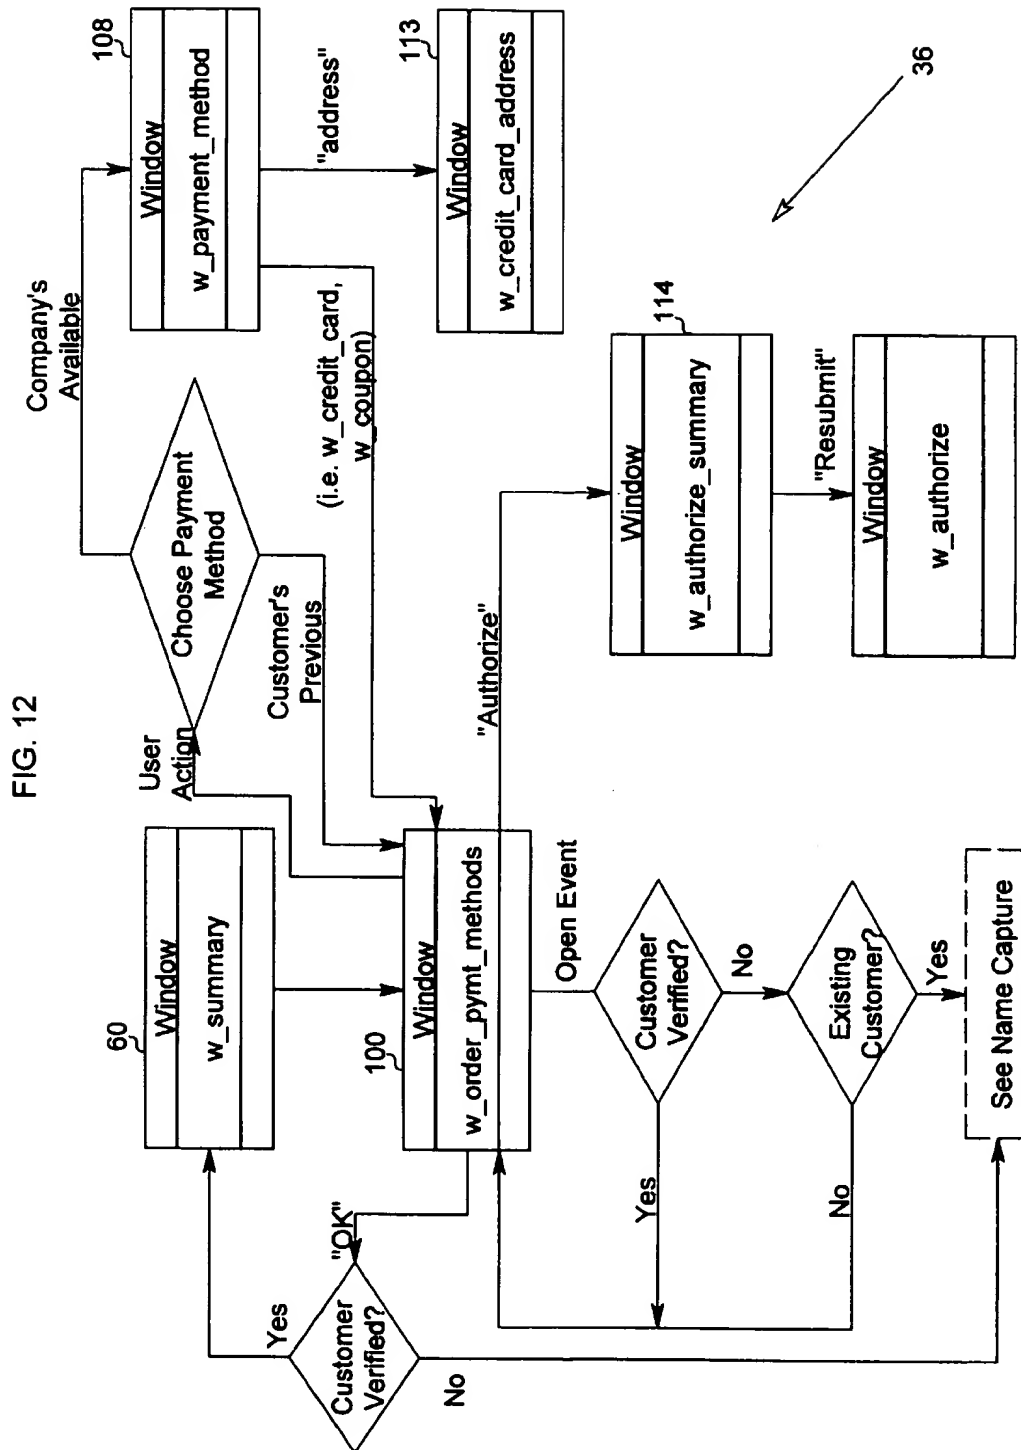 FIG. 12
60
Window
w_summary
User
Action
Choose Payment
Method
Company's
Available
108
Window
w_payment_method
"address"
113
Window
w_credit_card_address
(i.e. w_credit_card,
w_coupon)
Customer's
Previous
100
Window
w_order_pymt_methods
"OK"
Customer
Verified?
Yes
No
Open Event
Customer
Verified?
Yes
No
Existing
Customer?
No
Yes
See Name Capture
"Authorize"
114
Window
w_authorize_summary
"Resubmit"
Window
w_authorize
36